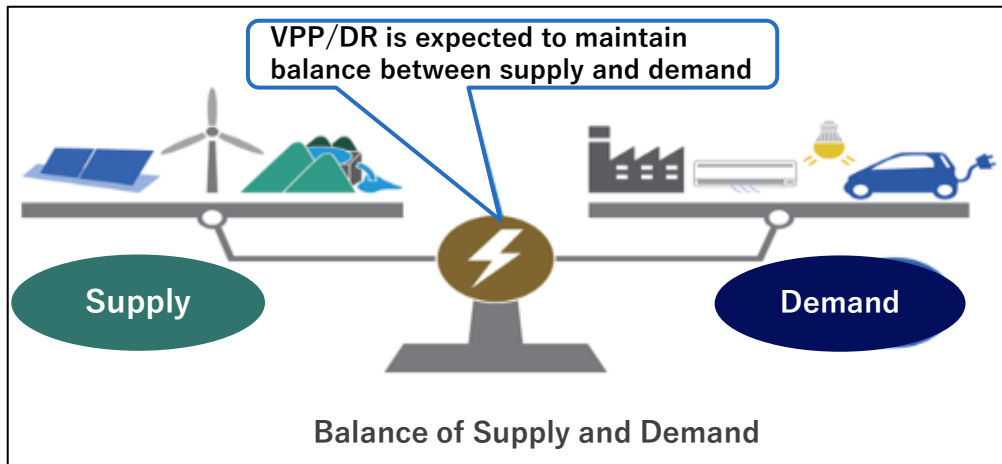 VPP/DR is expected to maintain
balance between supply and demand
Supply
Demand
Balance of Supply and Demand